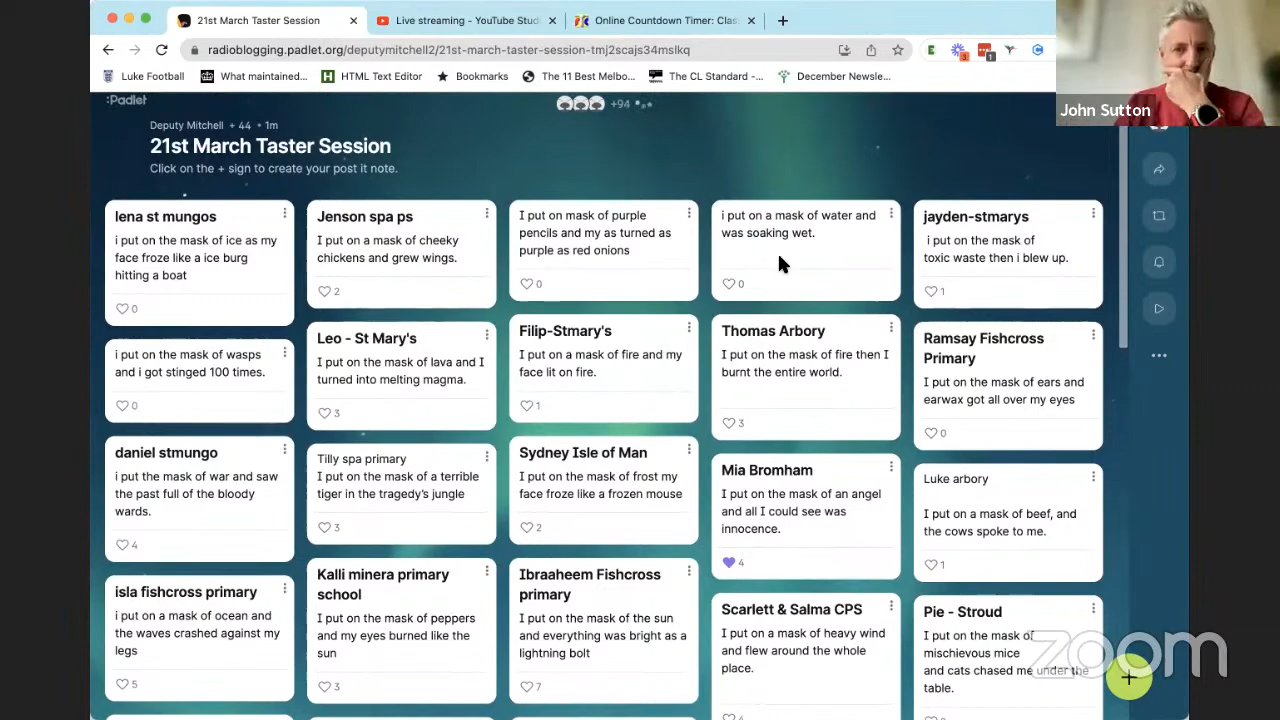 21st March Taster Session
Live streaming - YouTube Stud
Online Countdown Timer: Clas
radioblogging.padlet.org/deputymitchell2/21st-march-taster-session-tmj2scajs34mslkq
Luke Football
What maintained...
HTML Text Editor
Bookmarks
The 11 Best Melbo...
The CL Standard -...
December Newsle...
John Sutton
:Padlet
+94
Deputy Mitchell + 44 • 1m
21st March Taster Session
Click on the + sign to create your post it note.
lena st mungos
i put on the mask of ice as my
face froze like a ice burg
hitting a boat
0
i put on the mask of wasps
and i got stinged 100 times.
0
daniel stmungo
i put the mask of war and saw
the past full of the bloody
wards.
4
isla fishcross primary
i put on a mask of ocean and
the waves crashed against my
legs
5
Jenson spa ps
I put on a mask of cheeky
chickens and grew wings.
2
Leo - St Mary's
I put on the mask of lava and I
turned into melting magma.
3
Tilly spa primary
I put on the mask of a terrible
tiger in the tragedy's jungle
3
Kalli minera primary
school
I put on the mask of peppers
and my eyes burned like the
sun
3
I put on mask of purple
pencils and my as turned as
purple as red onions
0
Filip-Stmary's
I put on a mask of fire and my
face lit on fire.
1
Sydney Isle of Man
I put on the mask of frost my
face froze like a frozen mouse
2
Ibraaheem Fishcross
primary
I put on the mask of the sun
and everything was bright as a
lightning bolt
7
i put on a mask of water and
was soaking wet.
0
Thomas Arbory
I put on the mask of fire then I
burnt the entire world.
3
Mia Bromham
I put on the mask of an angel
and all I could see was
innocence.
4
Scarlett & Salma CPS
I put on a mask of heavy wind
and flew around the whole
place.
jayden-stmarys
i put on the mask of
toxic waste then i blew up.
1
Ramsay Fishcross
Primary
I put on the mask of ears and
earwax got all over my eyes
0
Luke arbory
I put on a mask of beef, and
the cows spoke to me.
1
Pie - Stroud
I put on the mask of
mischievous mice
and cats chased me under the
table.
zoom